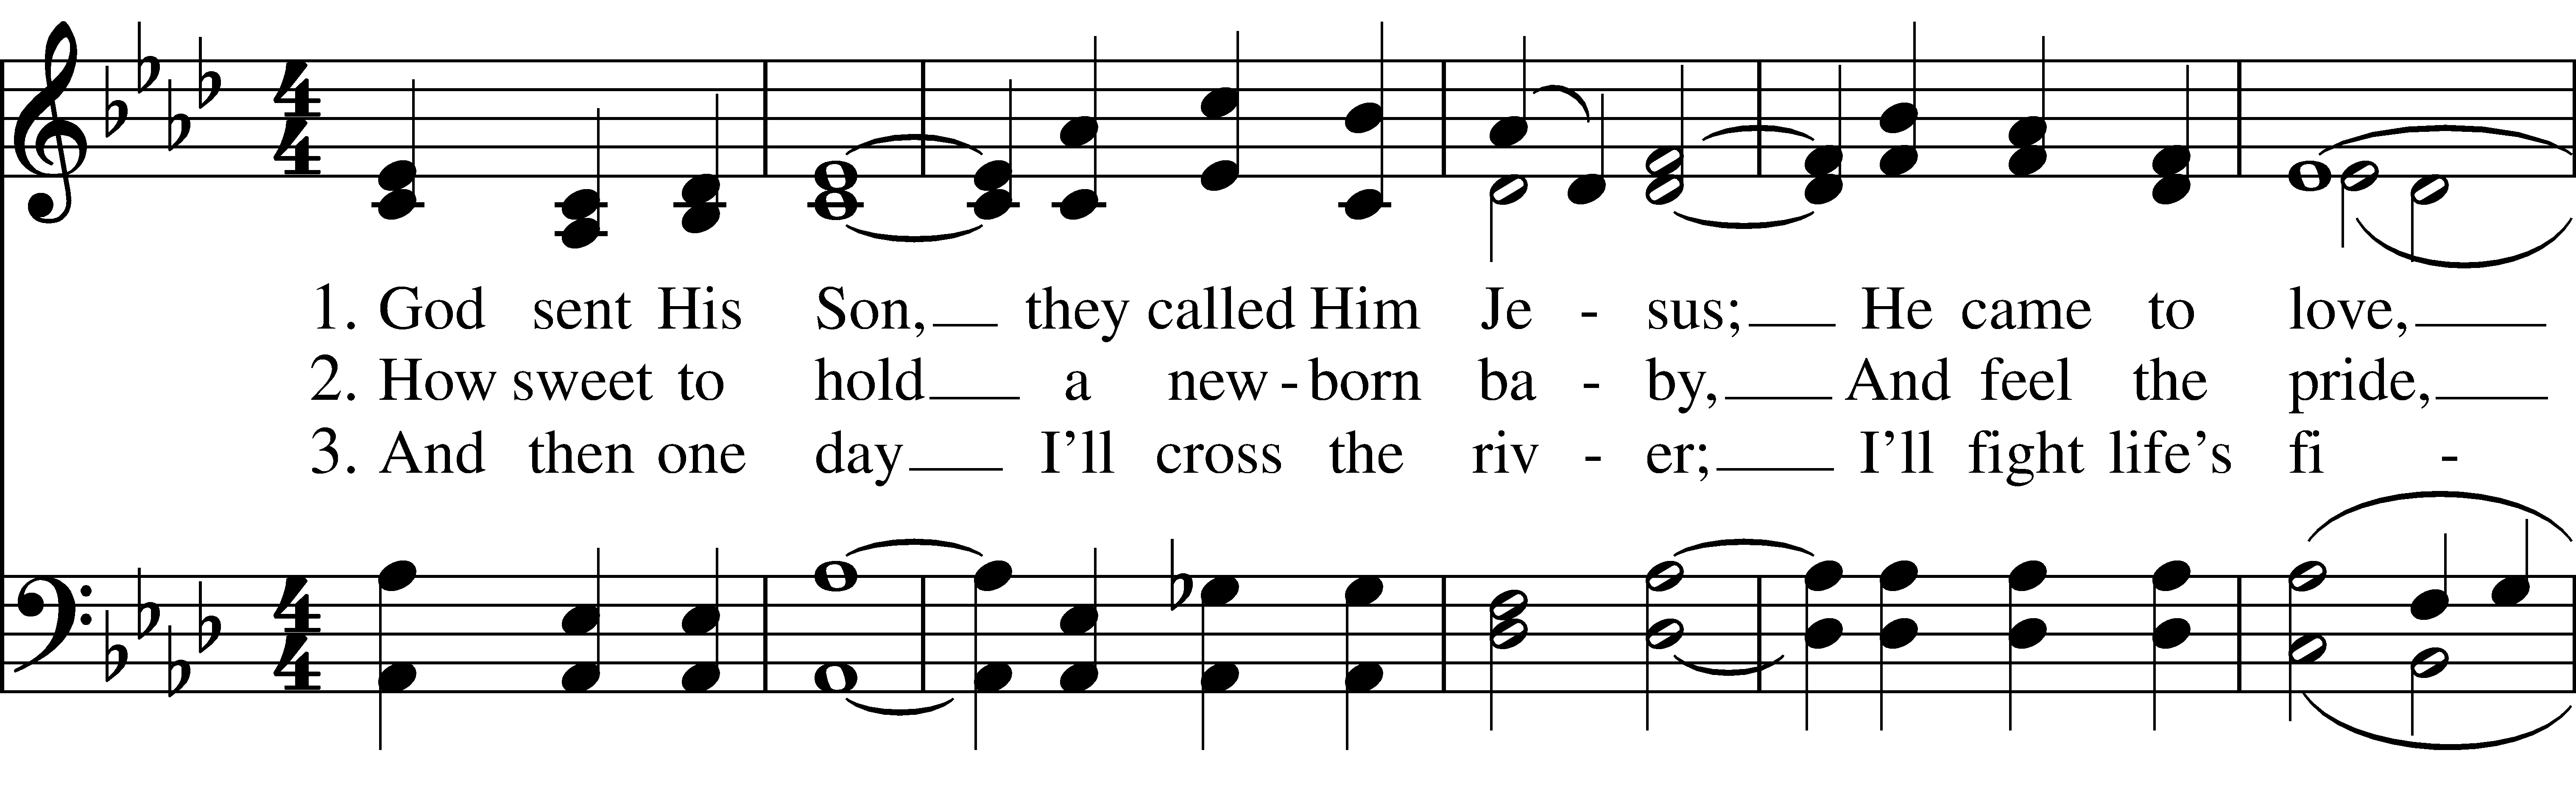 1. God sent His Son, they called Him Je - sus; He came to love,
2. How sweet to hold a new - born ba - by, And feel the pride,
3. And then one day I'll cross the riv - er; I'll fight life's fi -